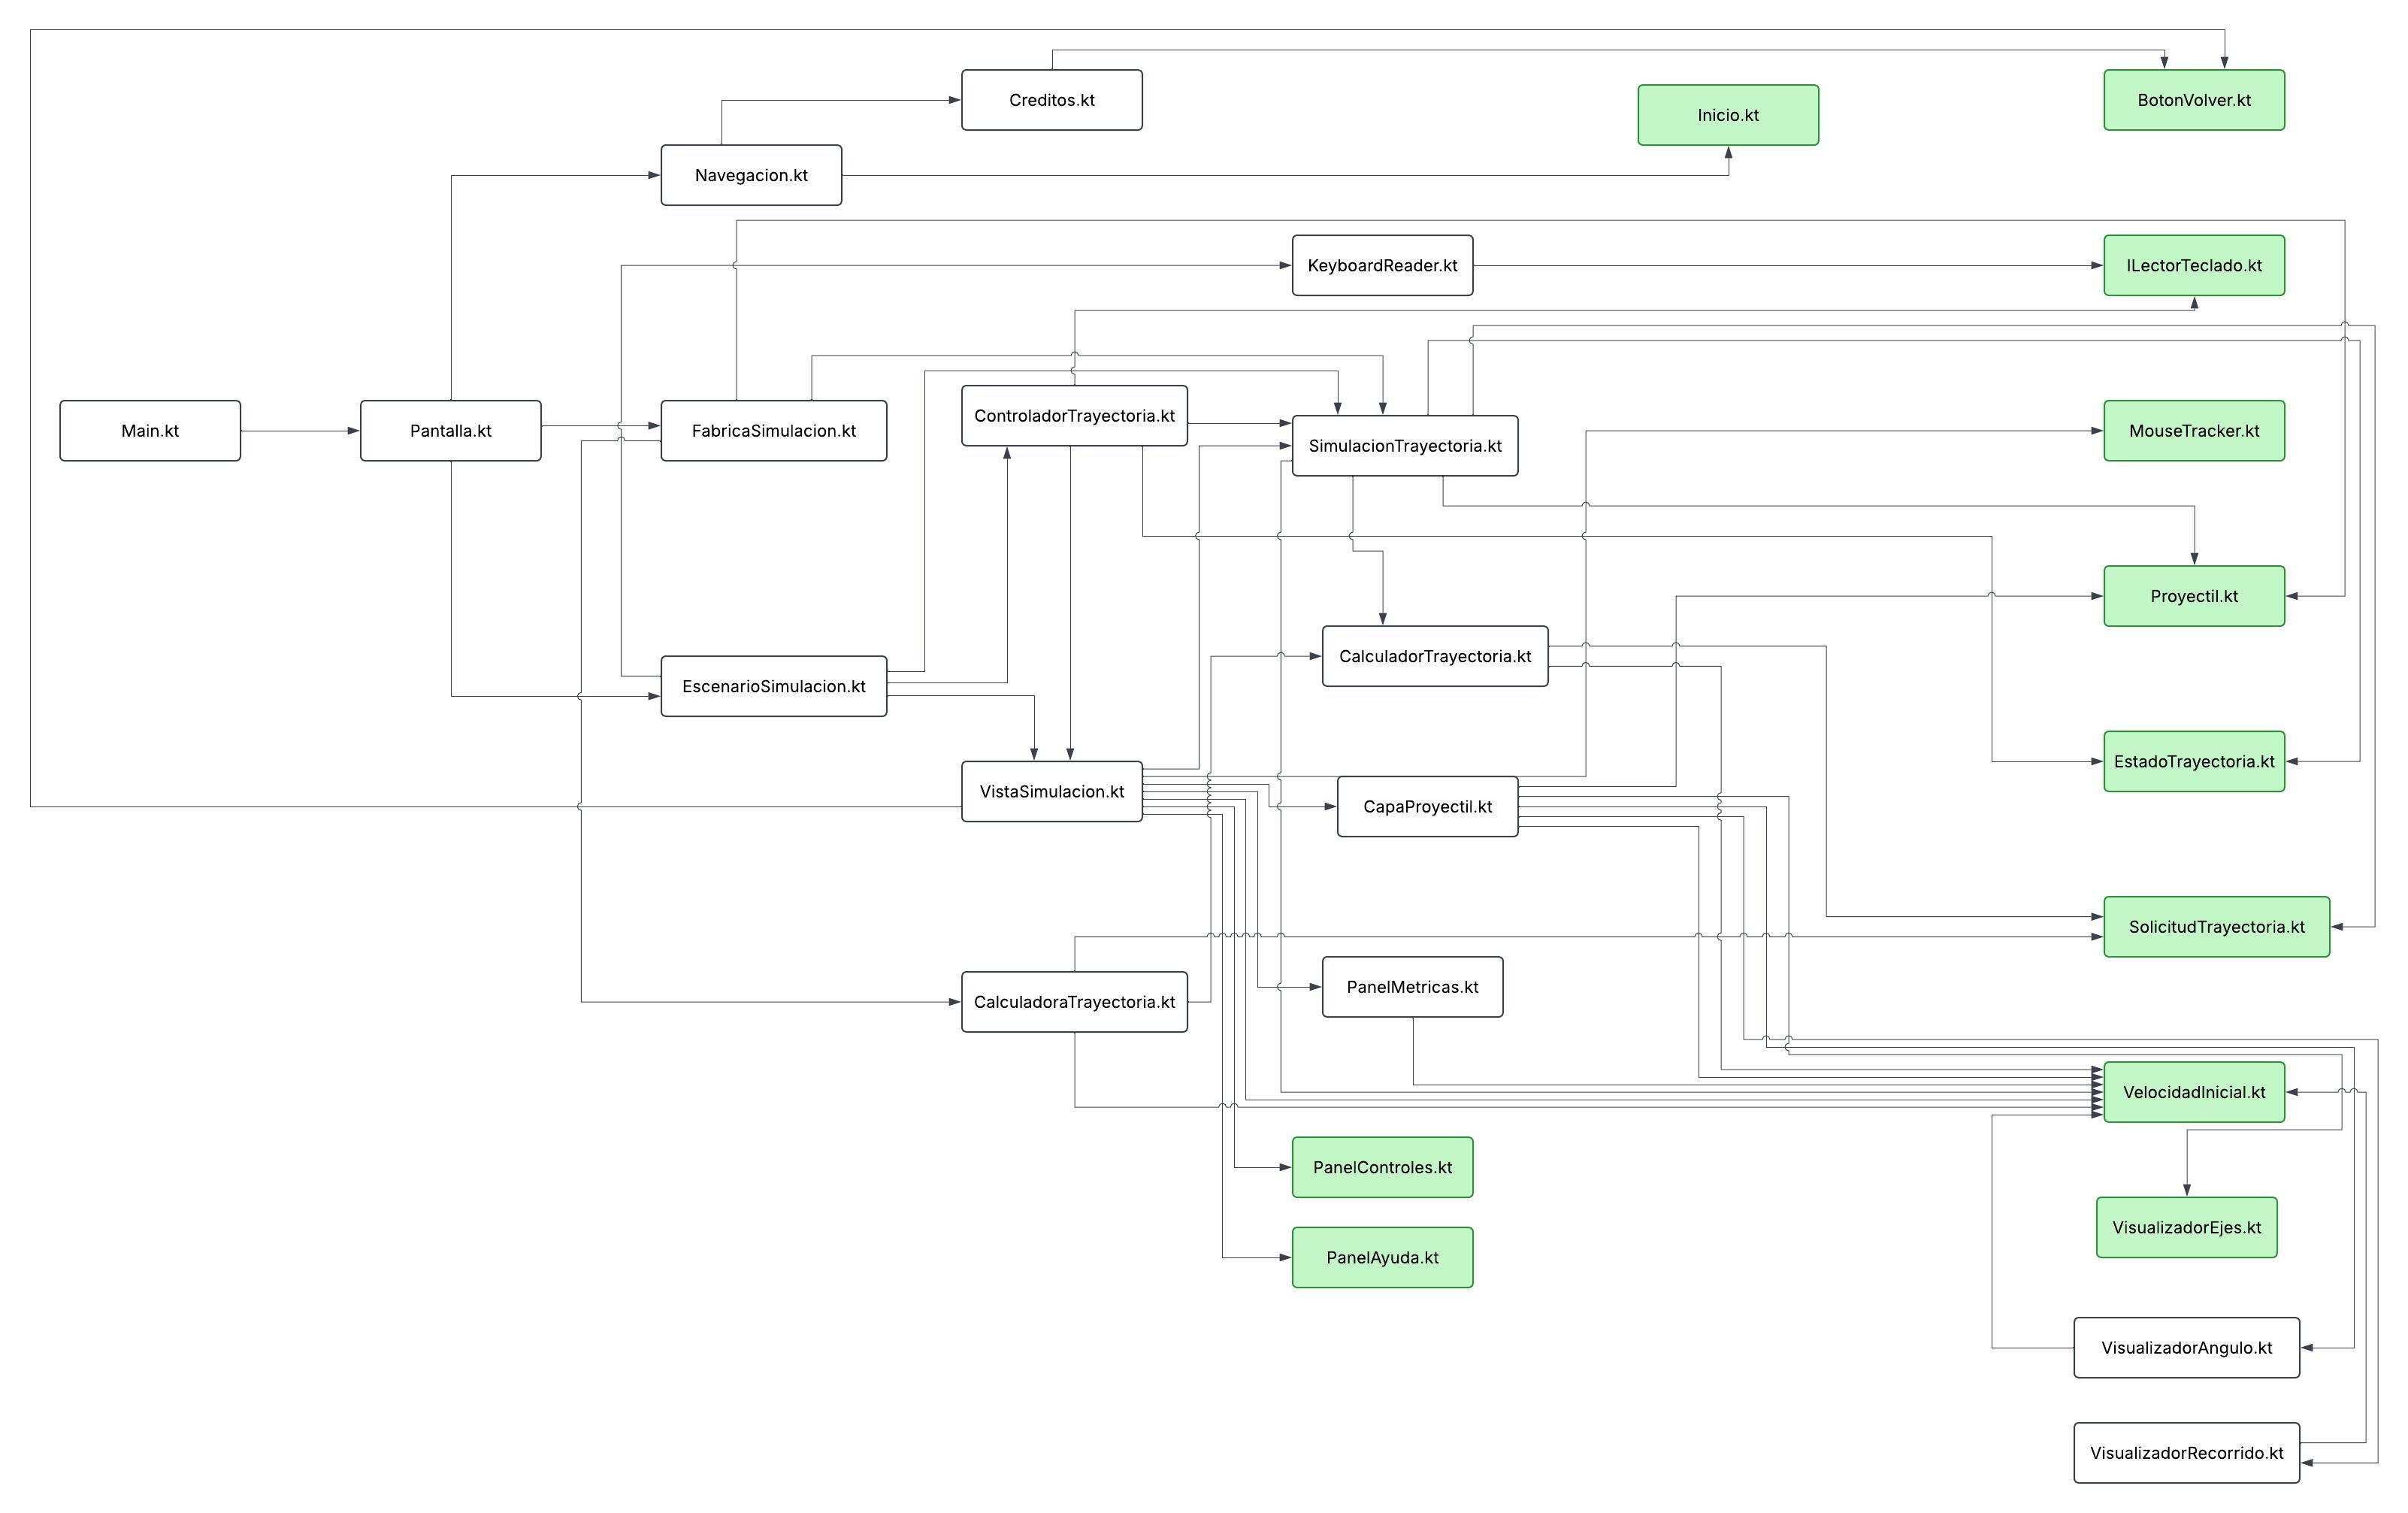 Creditos.kt
BotonVolver.kt
Inicio.kt
Navegacion.kt
KeyboardReader.kt
ILectorTeclado.kt
Main.kt
Pantalla.kt
FabricaSimulacion.kt
ControladorTrayectoria.kt
SimulacionTrayectoria.kt
MouseTracker.kt
Proyectil.kt
CalculadorTrayectoria.kt
EscenarioSimulacion.kt
EstadoTrayectoria.kt
VistaSimulacion.kt
CapaProyectil.kt
SolicitudTrayectoria.kt
PanelMetricas.kt
CalculadoraTrayectoria.kt
VelocidadInicial.kt
PanelControles.kt
VisualizadorEjes.kt
PanelAyuda.kt
VisualizadorAngulo.kt
VisualizadorRecorrido.kt